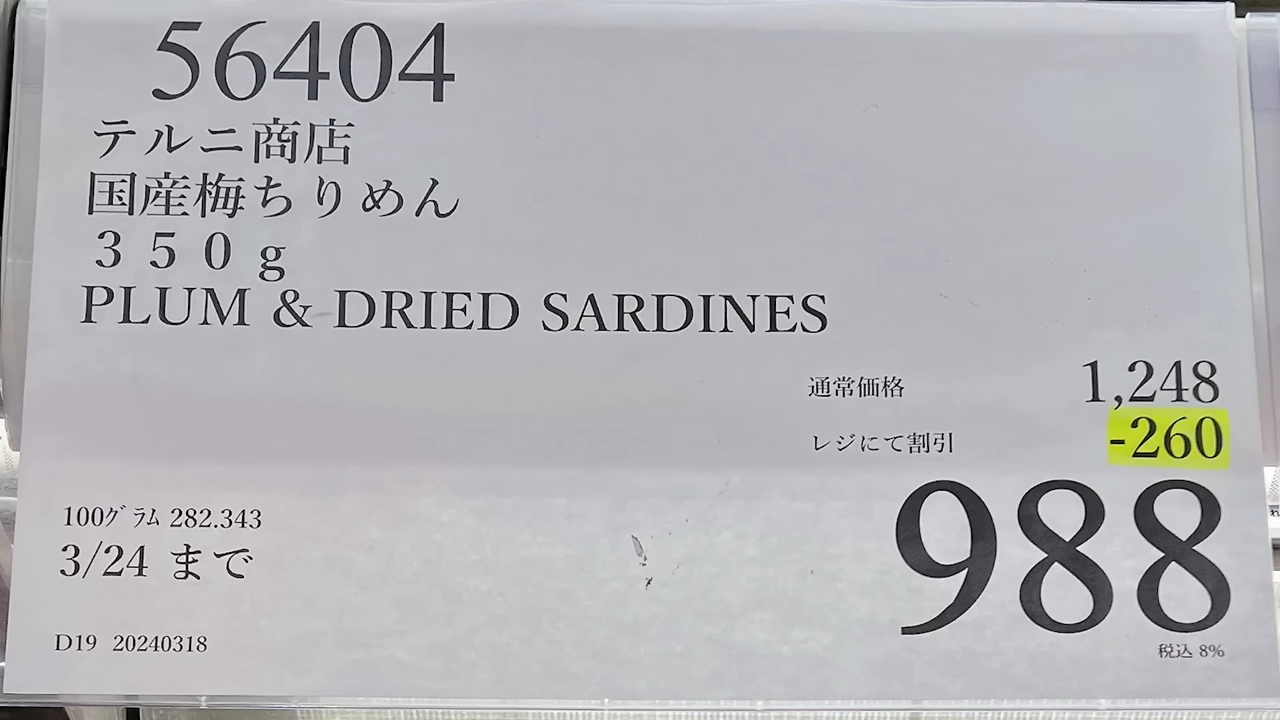 56404
テルニ商店
国産梅ちりめん
３５０ｇ
PLUM & DRIED SARDINES
通常価格 1,248
レジにて割引 -260
988
税込 8%
100ｸﾞﾗﾑ 282.343
3/24 まで
D19 20240318